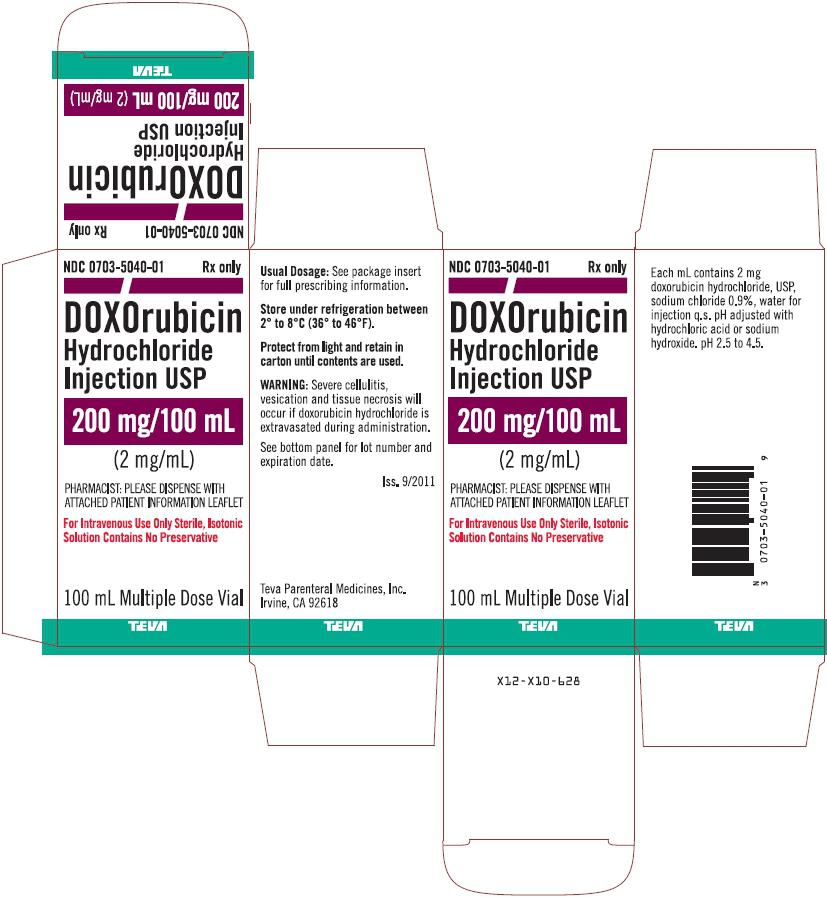 TEVA
200 mg/100 mL (2 mg/mL)
Injection USP
Hydrochloride
DOXOrubicin
NDC 0703-5040-01 Rx only
NDC 0703-5040-01 Rx only
DOXOrubicin
Hydrochloride
Injection USP
200 mg/100 mL
(2 mg/mL)
PHARMACIST: PLEASE DISPENSE WITH
ATTACHED PATIENT INFORMATION LEAFLET
For Intravenous Use Only Sterile, Isotonic
Solution Contains No Preservative
100 mL Multiple Dose Vial
TEVA
Usual Dosage: See package insert
for full prescribing information.
Store under refrigeration between
2° to 8°C (36° to 46°F).
Protect from light and retain in
carton until contents are used.
WARNING: Severe cellulitis,
vesication and tissue necrosis will
occur if doxorubicin hydrochloride is
extravasated during administration.
See bottom panel for lot number and
expiration date.
Iss. 9/2011
Teva Parenteral Medicines, Inc.
Irvine, CA 92618
TEVA
NDC 0703-5040-01 Rx only
DOXOrubicin
Hydrochloride
Injection USP
200 mg/100 mL
(2 mg/mL)
PHARMACIST: PLEASE DISPENSE WITH
ATTACHED PATIENT INFORMATION LEAFLET
For Intravenous Use Only Sterile, Isotonic
Solution Contains No Preservative
100 mL Multiple Dose Vial
TEVA
X12-X10-628
Each mL contains 2 mg
doxorubicin hydrochloride, USP,
sodium chloride 0.9%, water for
injection q.s. pH adjusted with
hydrochloric acid or sodium
hydroxide. pH 2.5 to 4.5.
N
3 0703-5040-01 9
TEVA